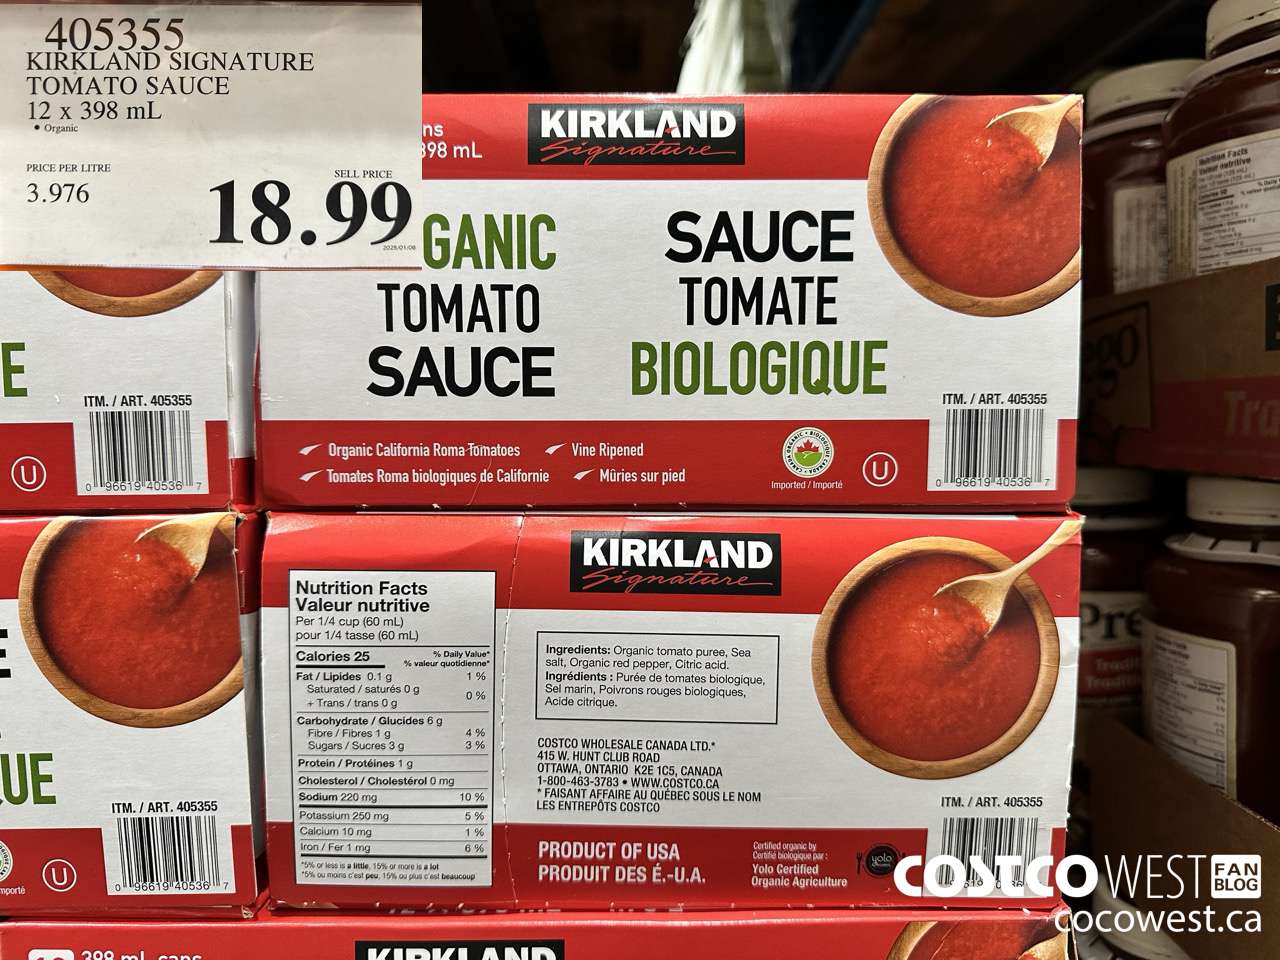 405355
KIRKLAND SIGNATURE
TOMATO SAUCE
12 x 398 mL
• Organic
PRICE PER LITRE
3.976
SELL PRICE
18.99
ns
398 mL
KIRKLAND
Signature
GANIC
TOMATO
SAUCE
SAUCE
TOMATE
BIOLOGIQUE
ITM. / ART. 405355
0 96619 40536 7
Organic California Roma Tomatoes
Vine Ripened
Tomates Roma biologiques de Californie
Mûries sur pied
CANADA ORGANIC • BIOLOGIQUE CANADA
Imported / Importé
U
E
ITM. / ART. 405355
0 96619 40536 7
U
KIRKLAND
Signature
Nutrition Facts
Valeur nutritive
Per 1/4 cup (60 mL)
pour 1/4 tasse (60 mL)
Calories 25
% Daily Value*
% valeur quotidienne*
Fat / Lipides 0.1 g 1 %
Saturated / saturés 0 g
+ Trans / trans 0 g
0 %
Carbohydrate / Glucides 6 g
Fibre / Fibres 1 g 4 %
Sugars / Sucres 3 g 3 %
Protein / Protéines 1 g
Cholesterol / Cholestérol 0 mg
Sodium 220 mg 10 %
Potassium 250 mg 5 %
Calcium 10 mg 1 %
Iron / Fer 1 mg 6 %
*5% or less is a little, 15% or more is a lot
*5% ou moins c'est peu, 15% ou plus c'est beaucoup
Ingredients: Organic tomato puree, Sea
salt, Organic red pepper, Citric acid.
Ingrédients : Purée de tomates biologique,
Sel marin, Poivrons rouges biologiques,
Acide citrique.
COSTCO WHOLESALE CANADA LTD.*
415 W. HUNT CLUB ROAD
OTTAWA, ONTARIO K2E 1C5, CANADA
1-800-463-3783 • WWW.COSTCO.CA
* FAISANT AFFAIRE AU QUÉBEC SOUS LE NOM
LES ENTREPÔTS COSTCO
PRODUCT OF USA
PRODUIT DES É.-U.A.
Certified organic by
Certifié biologique par :
Yolo Certified
Organic Agriculture
yolo
ITM. / ART. 405355
E
UE
ITM. / ART. 405355
0 96619 40536 7
U
398 mL cans
KIRKLAND
Nutrition Facts
Valeur nutritive
Pre
Tradit
Tradit
Tra
COSTCO WEST FAN BLOG
cocowest.ca